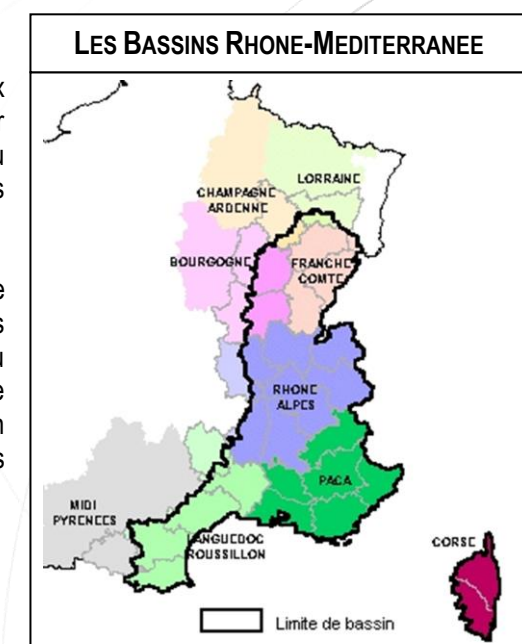 LES BASSINS RHONE-MEDITERRANEE
x
r
u
s
LORRAINE
CHAMPAGNE
ARDENNE
BOURGOGNE
FRANCHE
COMTE
e
s
u
e
n
s
RHONE
ALPES
PACA
MIDI
PYRENEES
LANGUEDOC
ROUSSILLON
CORSE
Limite de bassin